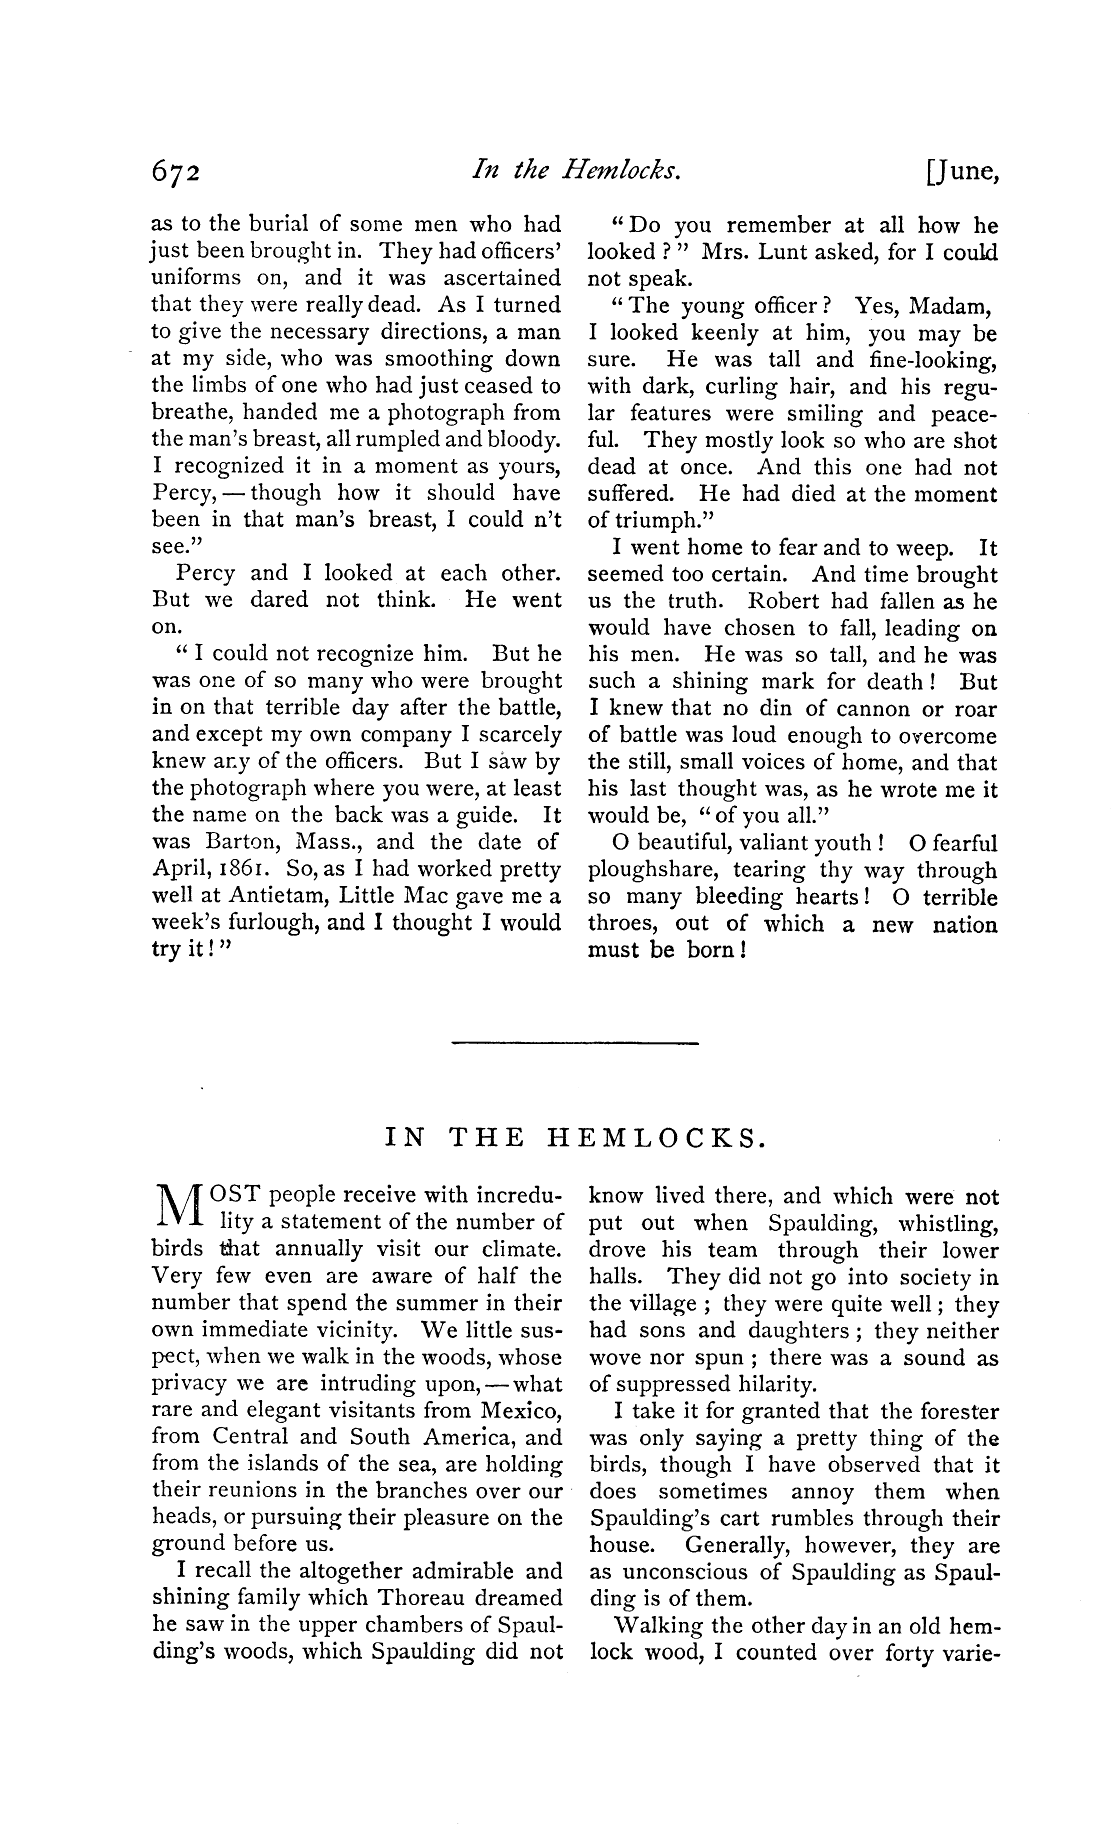 672
In the Hemlocks.
[June,
as to the burial of some men who had
just been brought in. They had officers'
uniforms on, and it was ascertained
that they were really dead. As I turned
to give the necessary directions, a man
at my side, who was smoothing down
the limbs of one who had just ceased to
breathe, handed me a photograph from
the man's breast, all rumpled and bloody.
I recognized it in a moment as yours,
Percy, — though how it should have
been in that man's breast, I could n't
see."
Percy and I looked at each other.
But we dared not think. He went
on.
"I could not recognize him. But he
was one of so many who were brought
in on that terrible day after the battle,
and except my own company I scarcely
knew any of the officers. But I saw by
the photograph where you were, at least
the name on the back was a guide. It
was Barton, Mass., and the date of
April, 1861. So, as I had worked pretty
well at Antietam, Little Mac gave me a
week's furlough, and I thought I would
try it!"
"Do you remember at all how he
looked?" Mrs. Lunt asked, for I could
not speak.
"The young officer? Yes, Madam,
I looked keenly at him, you may be
sure. He was tall and fine-looking,
with dark, curling hair, and his regu-
lar features were smiling and peace-
ful. They mostly look so who are shot
dead at once. And this one had not
suffered. He had died at the moment
of triumph."
I went home to fear and to weep. It
seemed too certain. And time brought
us the truth. Robert had fallen as he
would have chosen to fall, leading on
his men. He was so tall, and he was
such a shining mark for death! But
I knew that no din of cannon or roar
of battle was loud enough to overcome
the still, small voices of home, and that
his last thought was, as he wrote me it
would be, "of you all."
O beautiful, valiant youth! O fearful
ploughshare, tearing thy way through
so many bleeding hearts! O terrible
throes, out of which a new nation
must be born!
IN THE HEMLOCKS.
MOST people receive with incredu-
lity a statement of the number of
birds that annually visit our climate.
Very few even are aware of half the
number that spend the summer in their
own immediate vicinity. We little sus-
pect, when we walk in the woods, whose
privacy we are intruding upon, — what
rare and elegant visitants from Mexico,
from Central and South America, and
from the islands of the sea, are holding
their reunions in the branches over our
heads, or pursuing their pleasure on the
ground before us.
I recall the altogether admirable and
shining family which Thoreau dreamed
he saw in the upper chambers of Spaul-
ding's woods, which Spaulding did not
know lived there, and which were not
put out when Spaulding, whistling,
drove his team through their lower
halls. They did not go into society in
the village; they were quite well; they
had sons and daughters; they neither
wove nor spun; there was a sound as
of suppressed hilarity.
I take it for granted that the forester
was only saying a pretty thing of the
birds, though I have observed that it
does sometimes annoy them when
Spaulding's cart rumbles through their
house. Generally, however, they are
as unconscious of Spaulding as Spaul-
ding is of them.
Walking the other day in an old hem-
lock wood, I counted over forty varie-